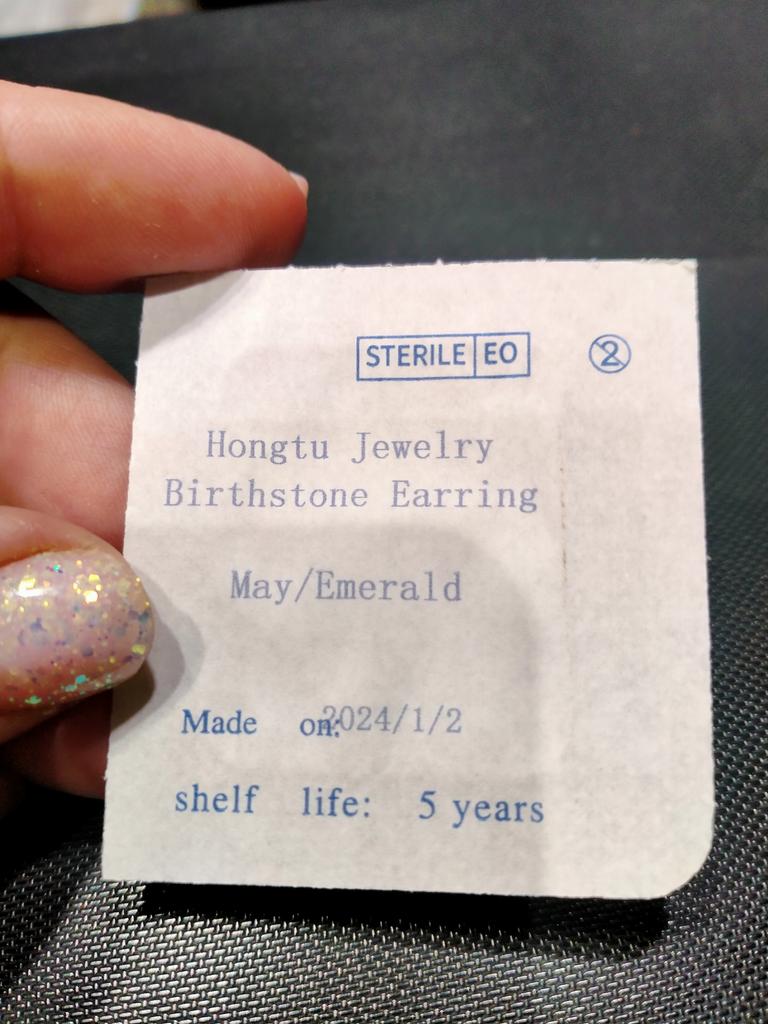 STERILE EO
2
Hongtu Jewelry
Birthstone Earring
May/Emerald
Made on: 2024/1/2
shelf life: 5 years